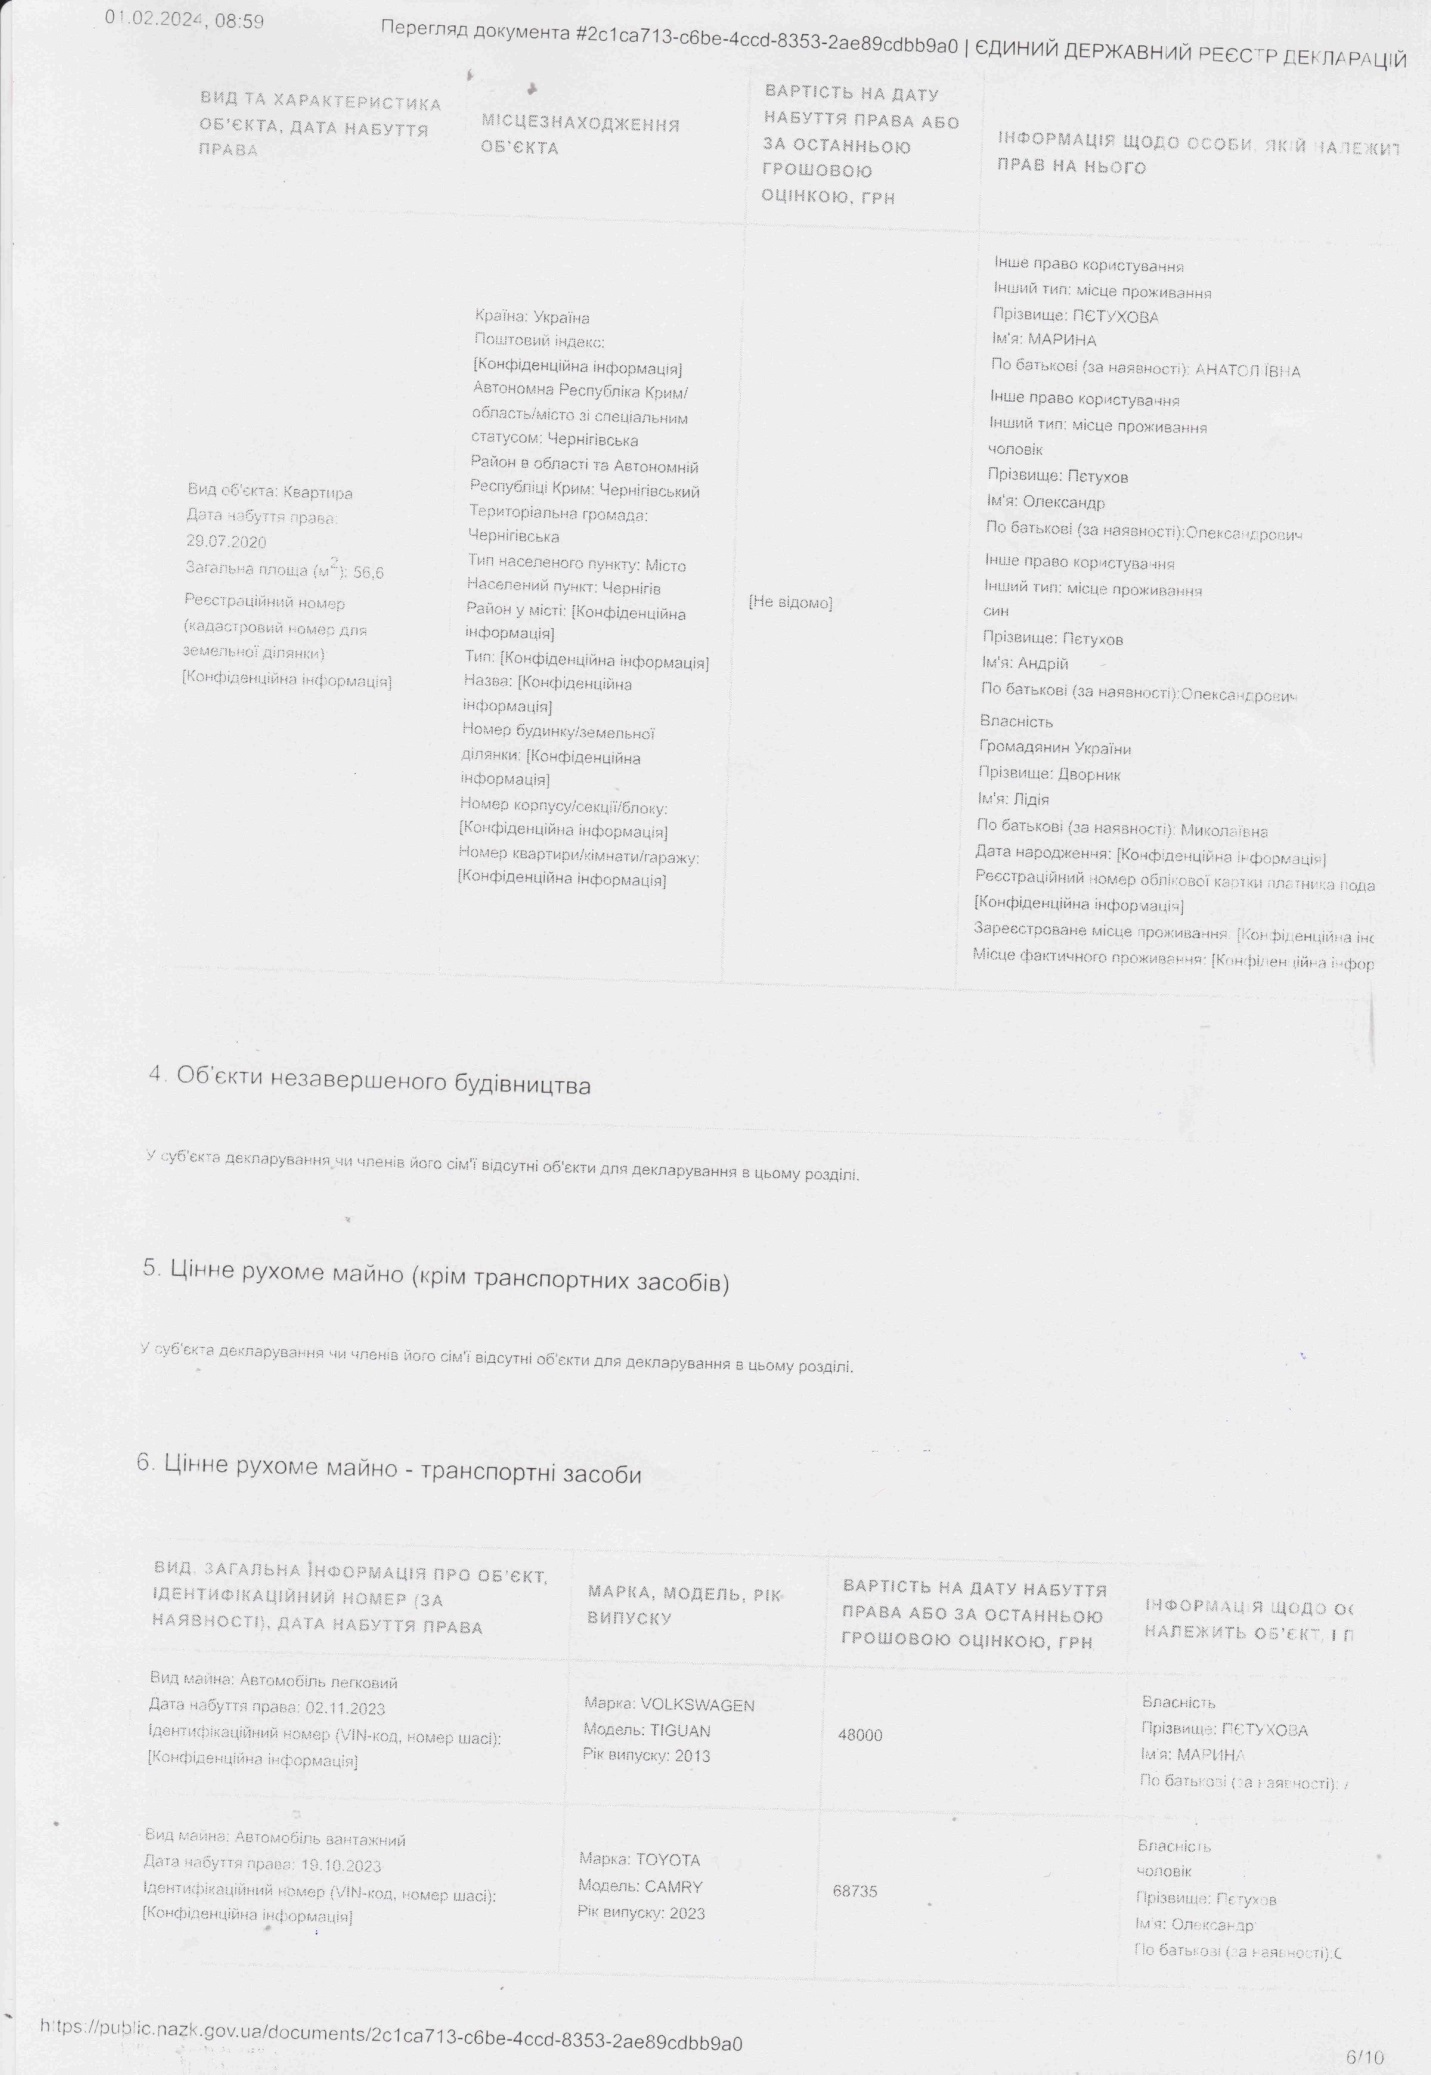 01.02.2024, 08:59
Перегляд документа #2c1ca713-c6be-4ccd-8353-2ae89cdbb9a0 | ЄДИНИЙ ДЕРЖАВНИЙ РЕЄСТР ДЕКЛАРАЦІЙ
ВИД ТА ХАРАКТЕРИСТИКА
ОБ'ЄКТА, ДАТА НАБУТТЯ
ПРАВА
МІСЦЕЗНАХОДЖЕННЯ
ОБ'ЄКТА
ВАРТІСТЬ НА ДАТУ
НАБУТТЯ ПРАВА АБО
ЗА ОСТАННЬОЮ
ГРОШОВОЮ
ОЦІНКОЮ, ГРН
ІНФОРМАЦІЯ ЩОДО ОСОБИ, ЯКІЙ НАЛЕЖИТ
ПРАВ НА НЬОГО
Вид об'єкта: Квартира
Дата набуття права:
29.07.2020
Загальна площа (м2): 56,6
Реєстраційний номер
(кадастровий номер для
земельної ділянки):
[Конфіденційна інформація]
Країна: Україна
Поштовий індекс:
[Конфіденційна інформація]
Автономна Республіка Крим/
область/місто зі спеціальним
статусом: Чернігівська
Район в області та Автономній
Республіці Крим: Чернігівський
Територіальна громада:
Чернігівська
Тип населеного пункту: Місто
Населений пункт: Чернігів
Район у місті: [Конфіденційна
інформація]
Тип: [Конфіденційна інформація]
Назва: [Конфіденційна
інформація]
Номер будинку/земельної
ділянки: [Конфіденційна
інформація]
Номер корпусу/секції/блоку:
[Конфіденційна інформація]
Номер квартири/кімнати/гаражу:
[Конфіденційна інформація]
[Не відомо]
Інше право користування
Інший тип: місце проживання
Прізвище: ПЄТУХОВА
Ім'я: МАРИНА
По батькові (за наявності): АНАТОЛІЇВНА
Інше право користування
Інший тип: місце проживання
чоловік
Прізвище: Пєтухов
Ім'я: Олександр
По батькові (за наявності):Олександрович
Інше право користування
Інший тип: місце проживання
син
Прізвище: Пєтухов
Ім'я: Андрій
По батькові (за наявності):Олександрович
Власність
Громадянин України
Прізвище: Дворник
Ім'я: Лідія
По батькові (за наявності): Миколаївна
Дата народження: [Конфіденційна інформація]
Реєстраційний номер облікової картки платника пода
[Конфіденційна інформація]
Зареєстроване місце проживання: [Конфіденційна інс
Місце фактичного проживання: [Конфіденційна інфор
4. Об'єкти незавершеного будівництва
У суб'єкта декларування чи членів його сім'ї відсутні об'єкти для декларування в цьому розділі.
5. Цінне рухоме майно (крім транспортних засобів)
У суб'єкта декларування чи членів його сім'ї відсутні об'єкти для декларування в цьому розділі.
6. Цінне рухоме майно - транспортні засоби
ВИД, ЗАГАЛЬНА ІНФОРМАЦІЯ ПРО ОБ'ЄКТ,
ІДЕНТИФІКАЦІЙНИЙ НОМЕР (ЗА
НАЯВНОСТІ), ДАТА НАБУТТЯ ПРАВА
МАРКА, МОДЕЛЬ, РІК
ВИПУСКУ
ВАРТІСТЬ НА ДАТУ НАБУТТЯ
ПРАВА АБО ЗА ОСТАННЬОЮ
ГРОШОВОЮ ОЦІНКОЮ, ГРН
ІНФОРМАЦІЯ ЩОДО ОС
НАЛЕЖИТЬ ОБ'ЄКТ, І П
Вид майна: Автомобіль легковий
Дата набуття права: 02.11.2023
Ідентифікаційний номер (VIN-код, номер шасі):
[Конфіденційна інформація]
Марка: VOLKSWAGEN
Модель: TIGUAN
Рік випуску: 2013
48000
Власність
Прізвище: ПЄТУХОВА
Ім'я: МАРИНА
По батькові (за наявності): А
Вид майна: Автомобіль вантажний
Дата набуття права: 19.10.2023
Ідентифікаційний номер (VIN-код, номер шасі):
[Конфіденційна інформація]
Марка: TOYOTA
Модель: CAMRY
Рік випуску: 2023
68735
Власність
чоловік
Прізвище: Пєтухов
Ім'я: Олександр
По батькові (за наявності):О
https://public.nazk.gov.ua/documents/2c1ca713-c6be-4ccd-8353-2ae89cdbb9a0
6/10